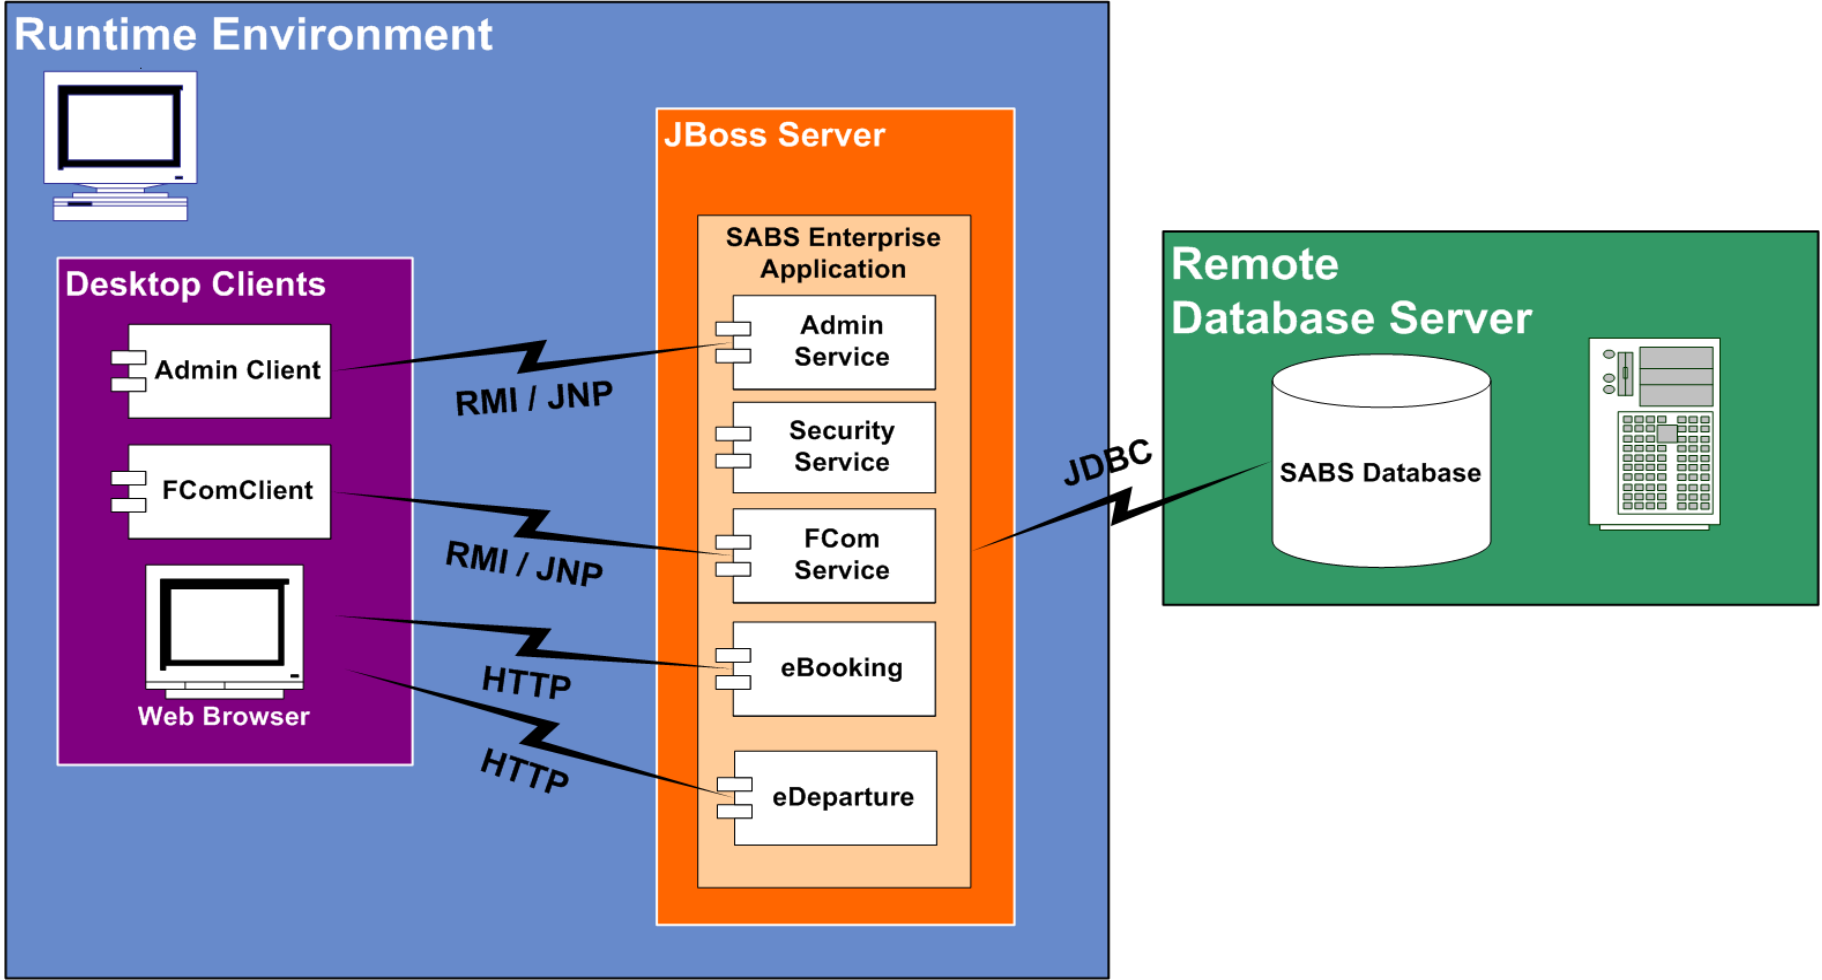 Runtime Environment
JBoss Server
SABS Enterprise
Application
Desktop Clients
Admin Client
FComClient
Web Browser
RMI / JNP
RMI / JNP
HTTP
HTTP
Admin
Service
Security
Service
FCom
Service
eBooking
eDeparture
JDBC
Remote
Database Server
SABS Database